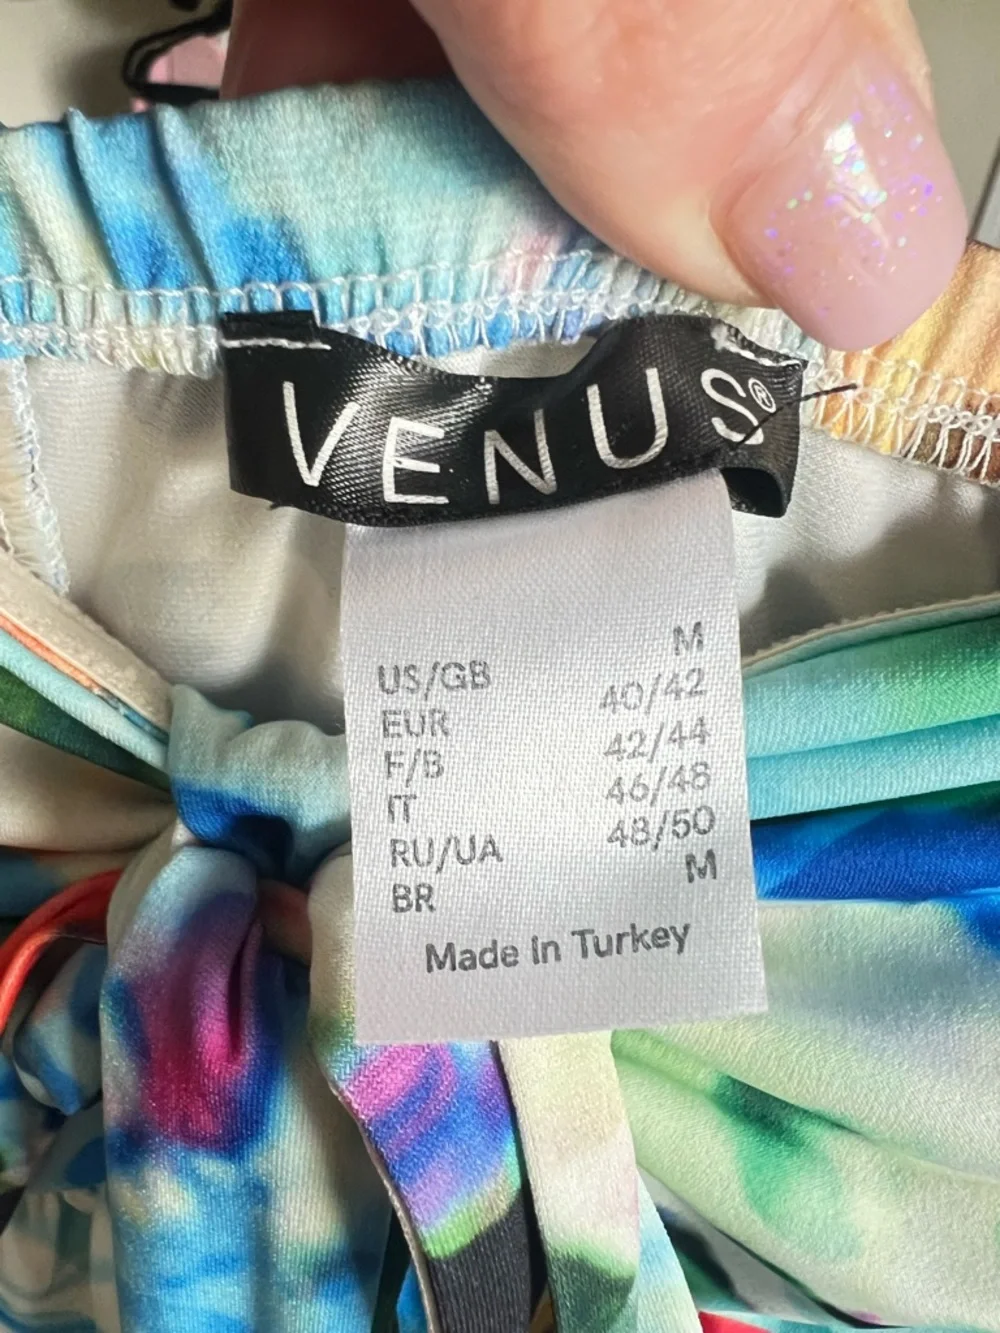 VENUS®
US/GB M
EUR 40/42
F/B 42/44
IT 46/48
RU/UA 48/50
BR M
Made In Turkey